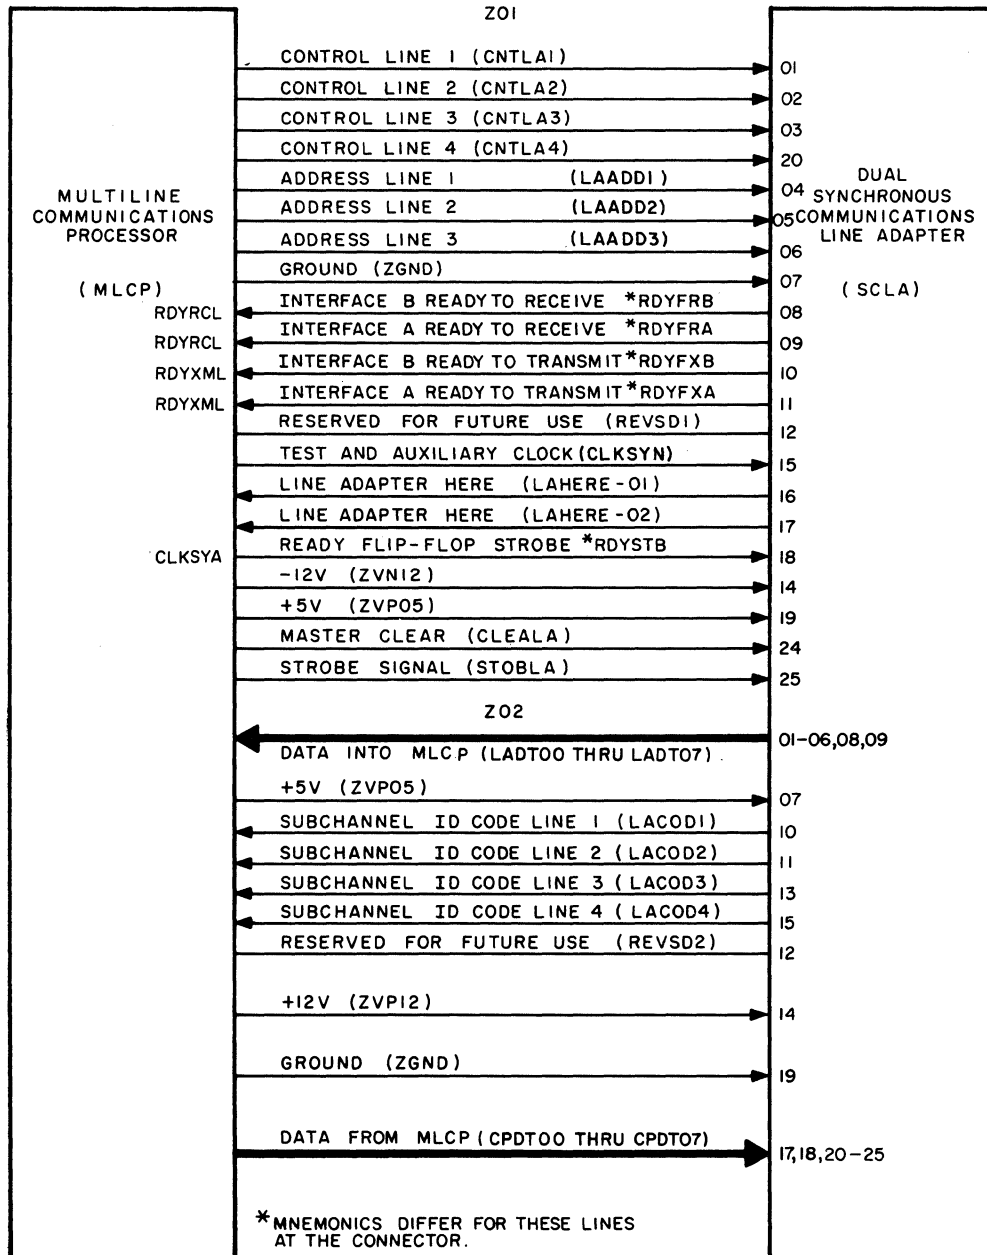 Z01
CONTROL LINE 1 (CNTLA1) 01
CONTROL LINE 2 (CNTLA2) 02
CONTROL LINE 3 (CNTLA3) 03
CONTROL LINE 4 (CNTLA4) 20
ADDRESS LINE 1 (LAADD1) 04
ADDRESS LINE 2 (LAADD2) 05
ADDRESS LINE 3 (LAADD3) 06
MULTILINE
COMMUNICATIONS
PROCESSOR
(MLCP)
DUAL
SYNCHRONOUS
COMMUNICATIONS
LINE ADAPTER
(SCLA)
GROUND (ZGND) 07
RDYRCL INTERFACE B READY TO RECEIVE *RDYFRB 08
RDYRCL INTERFACE A READY TO RECEIVE *RDYFRA 09
RDYXML INTERFACE B READY TO TRANSMIT *RDYFXB 10
RDYXML INTERFACE A READY TO TRANSMIT *RDYFXA 11
RESERVED FOR FUTURE USE (REVSD1) 12
TEST AND AUXILIARY CLOCK (CLKSYN) 15
LINE ADAPTER HERE (LAHERE-01) 16
LINE ADAPTER HERE (LAHERE-02) 17
CLKSYA READY FLIP-FLOP STROBE *RDYSTB 18
-12V (ZVN12) 14
+5V (ZVP05) 19
MASTER CLEAR (CLEALA) 24
STROBE SIGNAL (STOBLA) 25
Z02
DATA INTO MLCP (LADT00 THRU LADT07) 01-06,08,09
+5V (ZVP05) 07
SUBCHANNEL ID CODE LINE 1 (LACOD1) 10
SUBCHANNEL ID CODE LINE 2 (LACOD2) 11
SUBCHANNEL ID CODE LINE 3 (LACOD3) 13
SUBCHANNEL ID CODE LINE 4 (LACOD4) 15
RESERVED FOR FUTURE USE (REVSD2) 12
+12V (ZVP12) 14
GROUND (ZGND) 19
DATA FROM MLCP (CPDT00 THRU CPDT07) 17,18,20-25
*MNEMONICS DIFFER FOR THESE LINES
AT THE CONNECTOR.